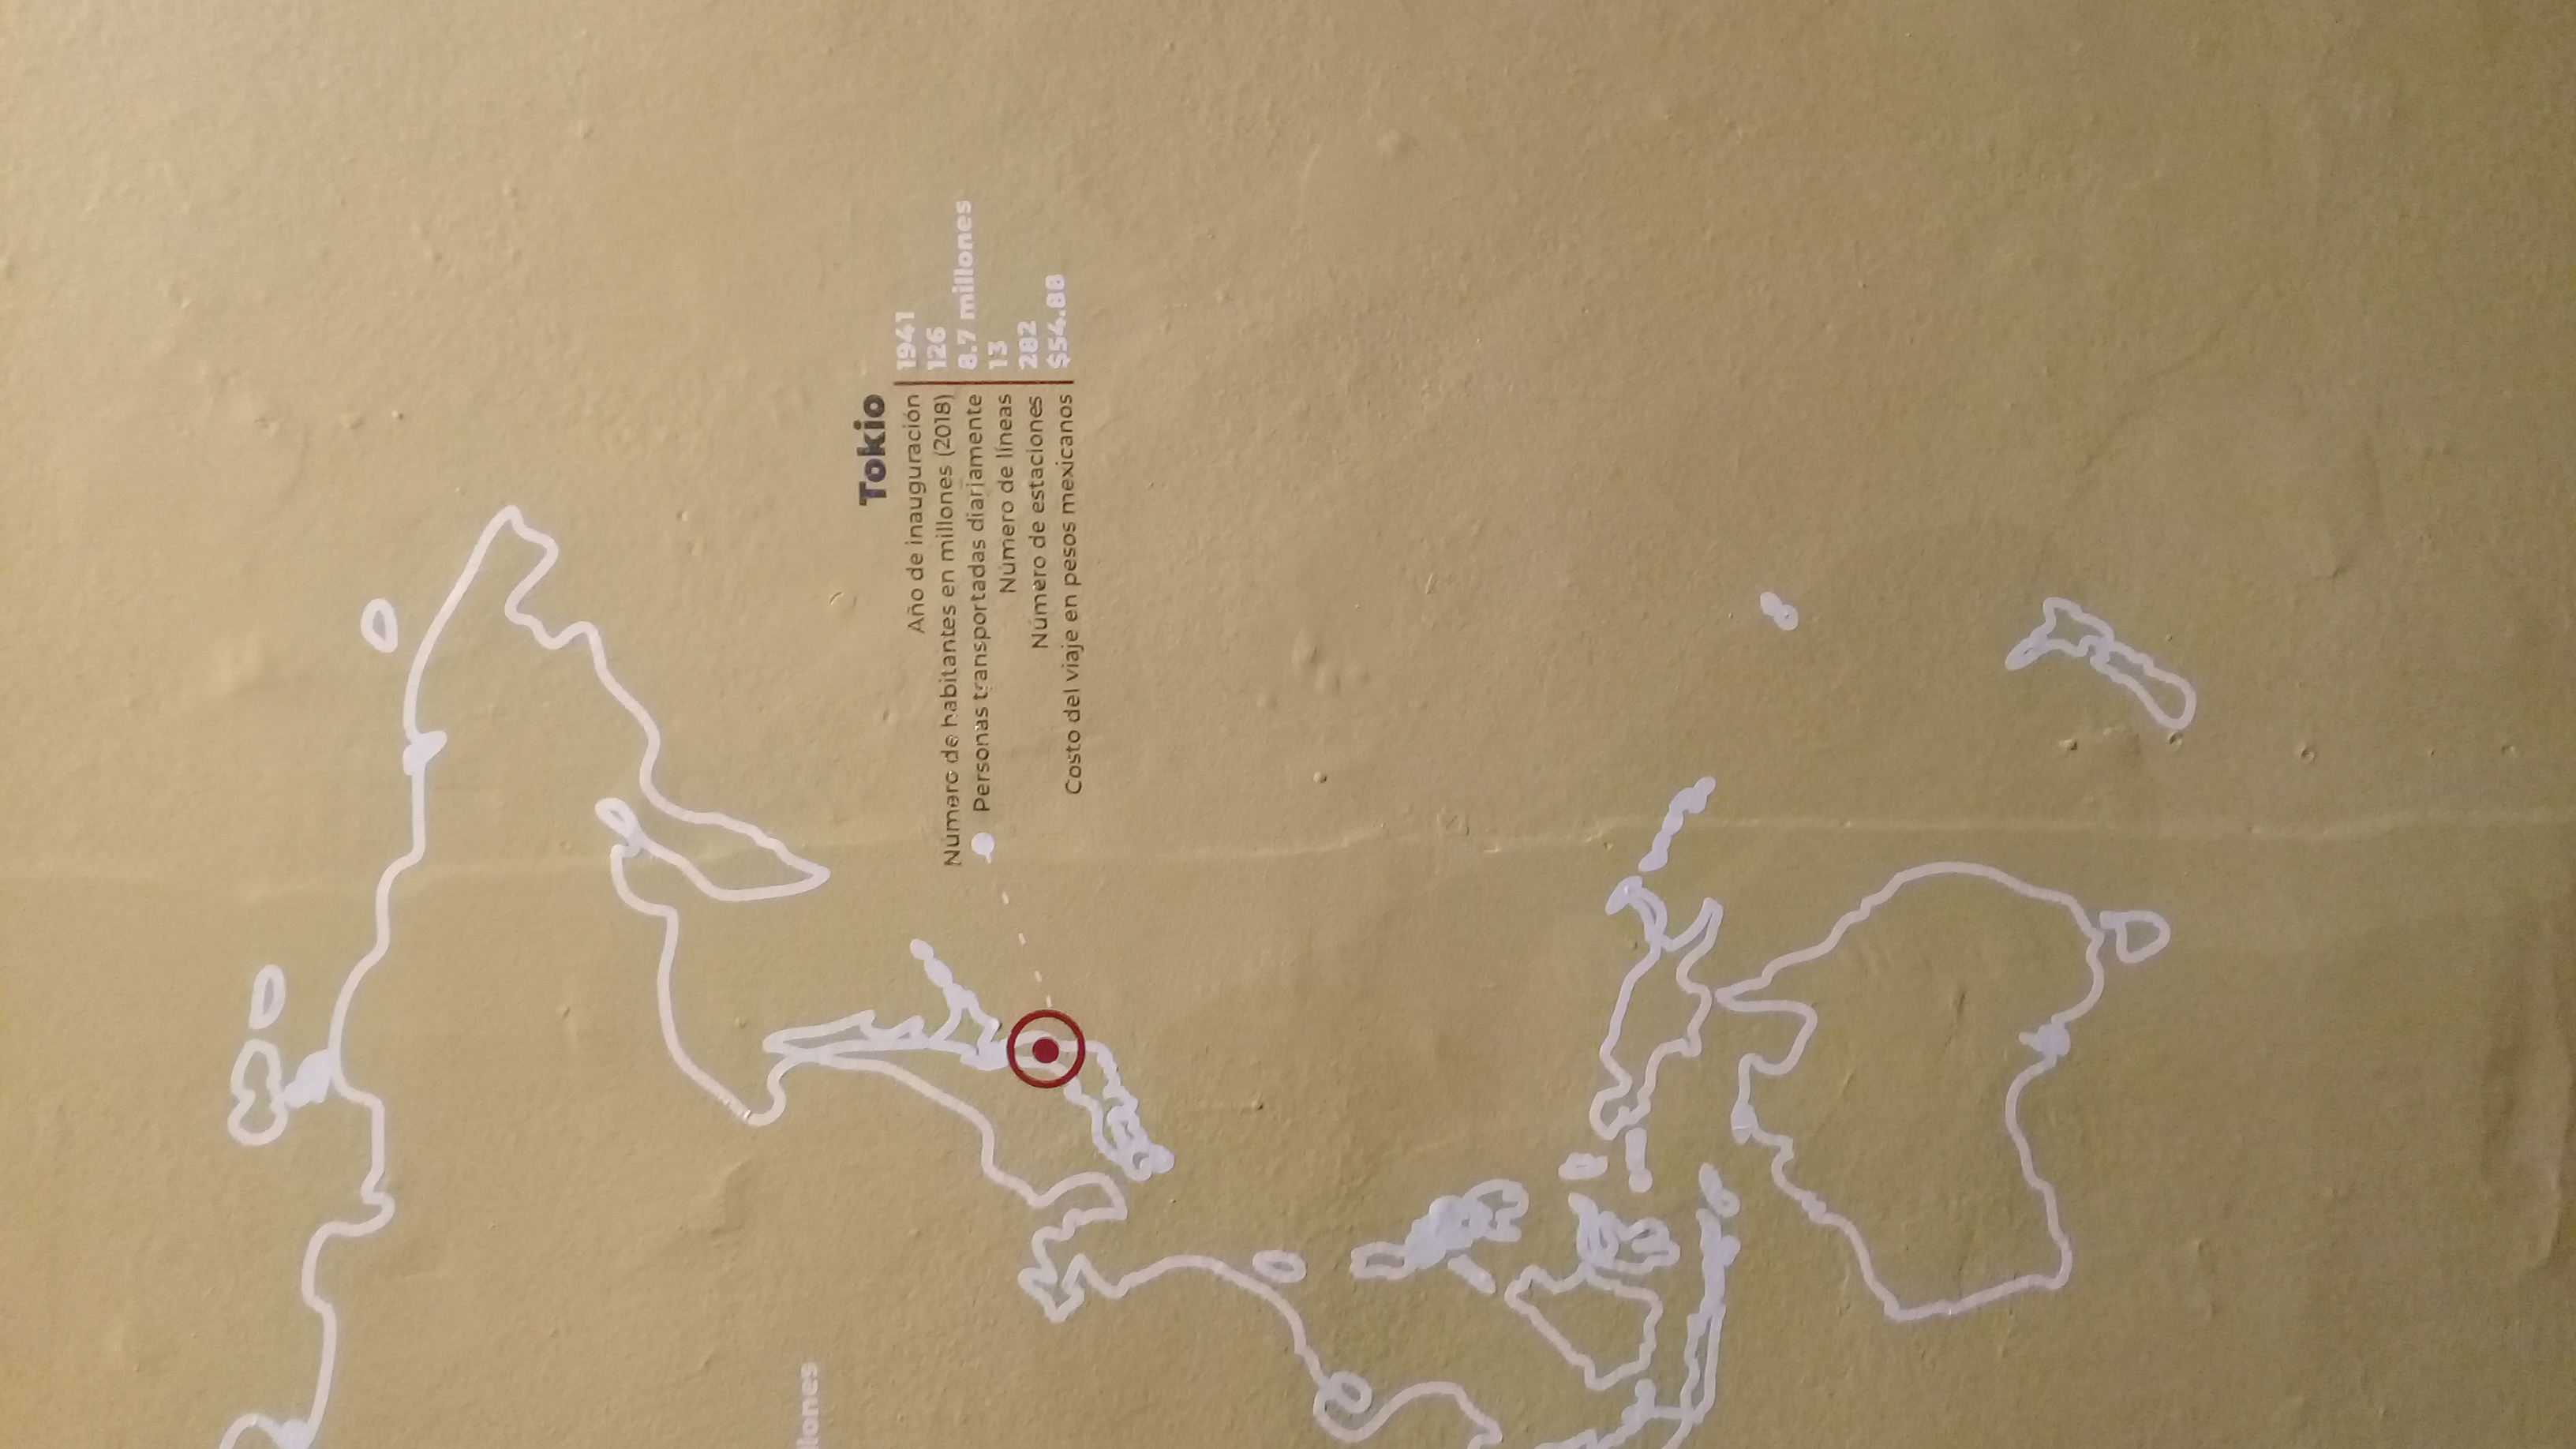 llones
Tokio
Año de inauguración 1941
Número de habitantes en millones (2018) 126
Personas transportadas diariamente 8.7 millones
Número de líneas 13
Número de estaciones 282
Costo del viaje en pesos mexicanos $54.88